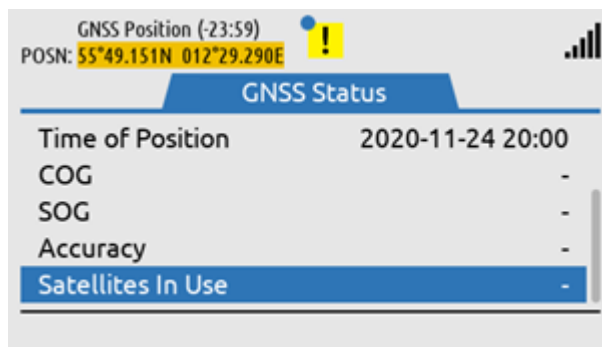 GNSS Position (-23:59)
POSN: 55°49.151N 012°29.290E
!
GNSS Status
Time of Position 2020-11-24 20:00
COG -
SOG -
Accuracy -
Satellites In Use -